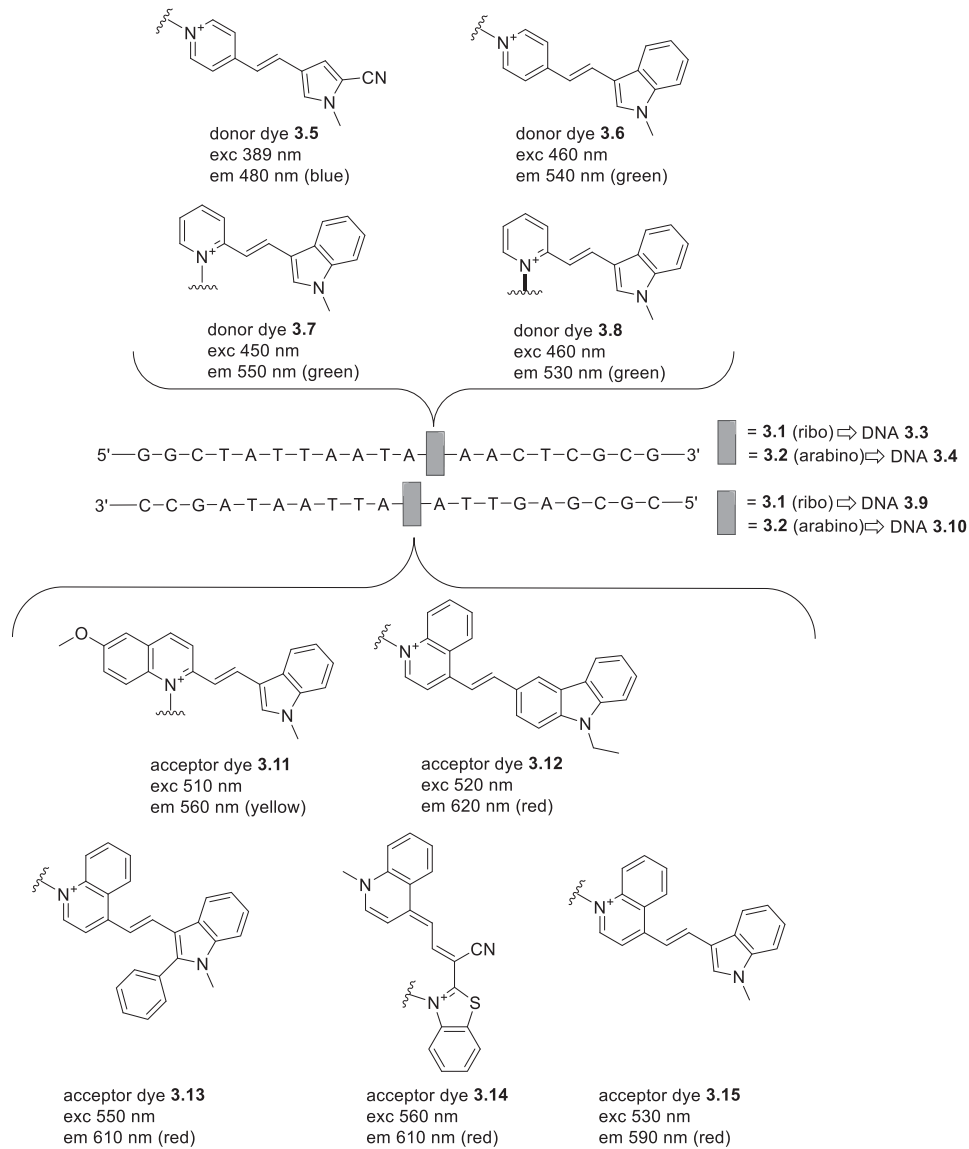 N+
N+
CN
N
N
donor dye 3.5
exc 389 nm
em 480 nm (blue)
donor dye 3.6
exc 460 nm
em 540 nm (green)
N+
N
N+
N
donor dye 3.7
exc 450 nm
em 550 nm (green)
donor dye 3.8
exc 460 nm
em 530 nm (green)
5'—G–G–C–T–A–T–T–A–A–T–A–A–A–C–T–C–G–C–G—3'
= 3.1 (ribo)⇨ DNA 3.3
= 3.2 (arabino)⇨ DNA 3.4
3'—C–C–G–A–T–A–A–T–T–A–A–T–T–G–A–G–C–G–C—5'
= 3.1 (ribo)⇨ DNA 3.9
= 3.2 (arabino)⇨ DNA 3.10
O
N+
N
N+
N
acceptor dye 3.11
exc 510 nm
em 560 nm (yellow)
acceptor dye 3.12
exc 520 nm
em 620 nm (red)
N+
N
N
CN
N+
S
N+
N
acceptor dye 3.13
exc 550 nm
em 610 nm (red)
acceptor dye 3.14
exc 560 nm
em 610 nm (red)
acceptor dye 3.15
exc 530 nm
em 590 nm (red)